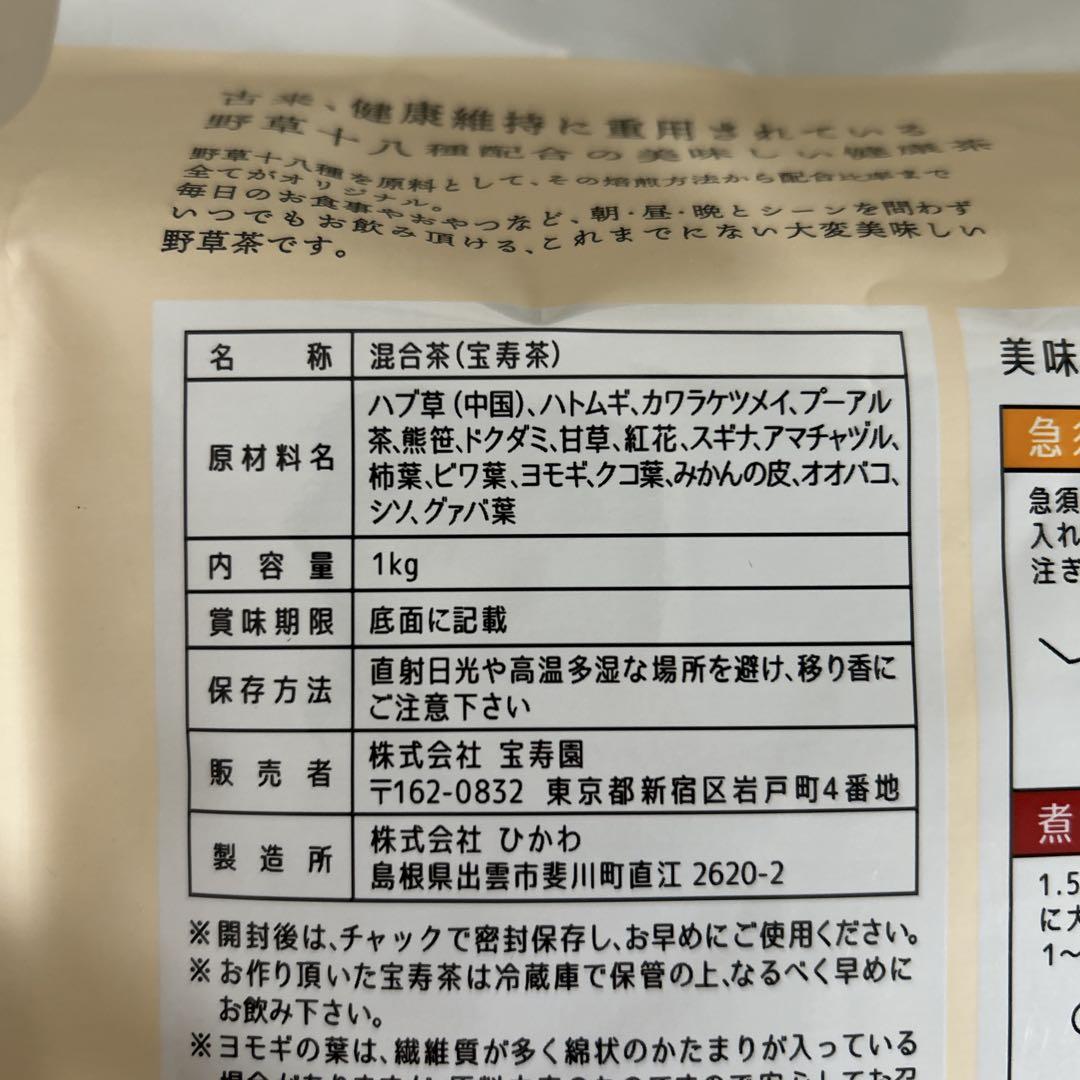 古来、健康維持に重用されている
野草十八種配合の美味しい健康茶
野草十八種を原料として、その焙煎方法から配合比率まで
全てがオリジナル。
毎日のお食事やおやつなど、朝・昼・晩とシーンを問わず
いつでもお飲み頂ける、これまでにない大変美味しい
野草茶です。
名称 混合茶(宝寿茶)
原材料名 ハブ草(中国)、ハトムギ、カワラケツメイ、プーアル
茶、熊笹、ドクダミ、甘草、紅花、スギナ、アマチャヅル、
柿葉、ビワ葉、ヨモギ、クコ葉、みかんの皮、オオバコ、
シソ、グァバ葉
内容量 1kg
賞味期限 底面に記載
保存方法 直射日光や高温多湿な場所を避け、移り香に
ご注意下さい
販売者 株式会社 宝寿園
〒162-0832 東京都新宿区岩戸町4番地
製造所 株式会社 ひかわ
島根県出雲市斐川町直江 2620-2
※開封後は、チャックで密封保存し、お早めにご使用ください。
※お作り頂いた宝寿茶は冷蔵庫で保管の上、なるべく早めに
お飲み下さい。
※ヨモギの葉は、繊維質が多く綿状のかたまりが入っている
美味
急
急須
入れ
注ぎ
煮
1.5
に大
1～